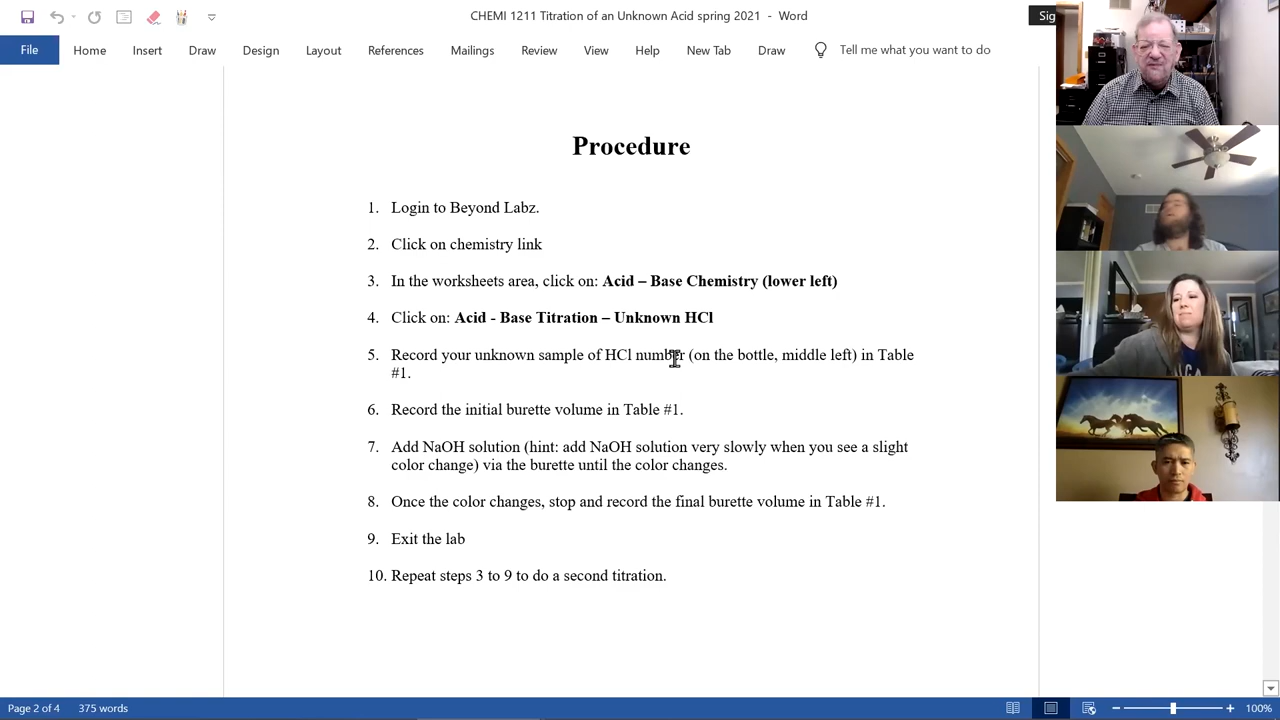 CHEMI 1211 Titration of an Unknown Acid spring 2021 - Word
Sig
File Home Insert Draw Design Layout References Mailings Review View Help New Tab Draw Tell me what you want to do
Procedure
1. Login to Beyond Labz.
2. Click on chemistry link
3. In the worksheets area, click on: Acid – Base Chemistry (lower left)
4. Click on: Acid - Base Titration – Unknown HCl
5. Record your unknown sample of HCl number (on the bottle, middle left) in Table
#1.
6. Record the initial burette volume in Table #1.
7. Add NaOH solution (hint: add NaOH solution very slowly when you see a slight
color change) via the burette until the color changes.
8. Once the color changes, stop and record the final burette volume in Table #1.
9. Exit the lab
10. Repeat steps 3 to 9 to do a second titration.
Page 2 of 4 375 words 100%